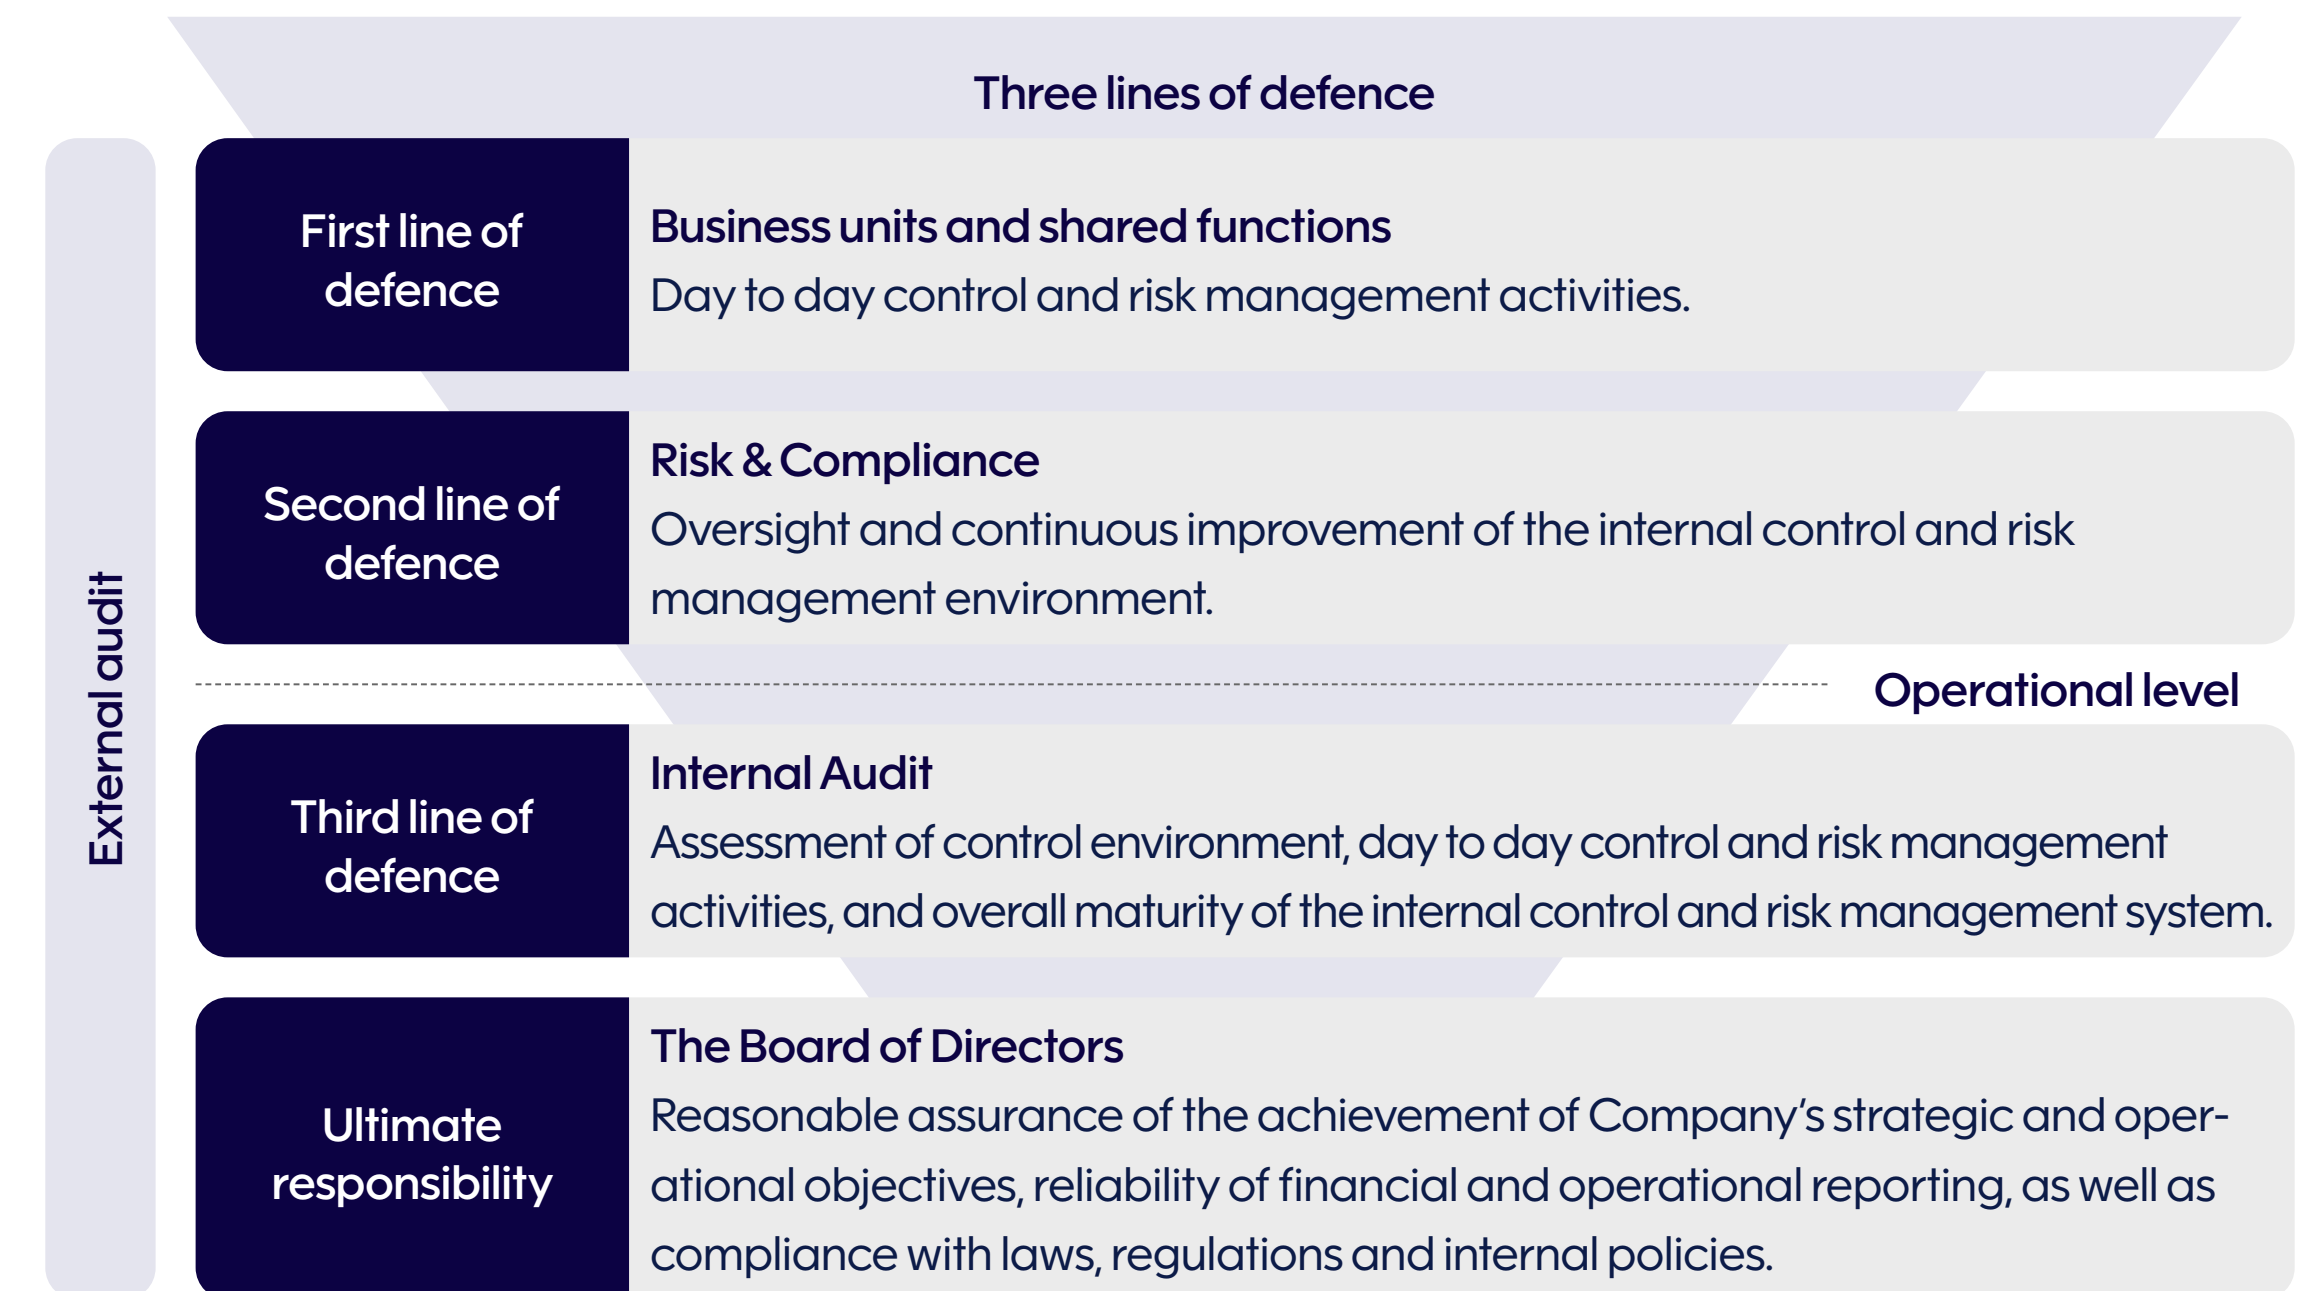 Three lines of defence
External audit
First line of
defence
Business units and shared functions
Day to day control and risk management activities.
Second line of
defence
Risk & Compliance
Oversight and continuous improvement of the internal control and risk
management environment.
Operational level
Third line of
defence
Internal Audit
Assessment of control environment, day to day control and risk management
activities, and overall maturity of the internal control and risk management system.
Ultimate
responsibility
The Board of Directors
Reasonable assurance of the achievement of Company’s strategic and oper-
ational objectives, reliability of financial and operational reporting, as well as
compliance with laws, regulations and internal policies.